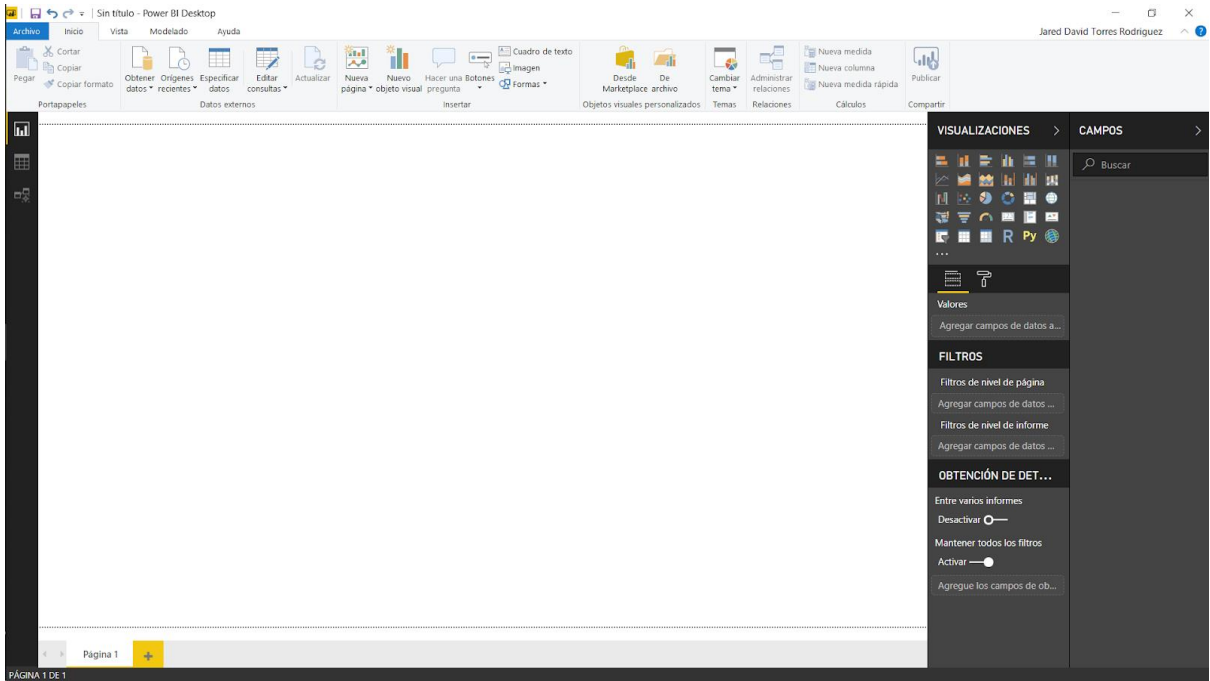 Sin título - Power BI Desktop
Archivo Inicio Vista Modelado Ayuda Jared David Torres Rodriguez
Pegar
Cortar
Copiar
Copiar formato
Portapapeles
Obtener datos
Orígenes recientes
Especificar datos
Editar consultas
Datos externos
Actualizar
Nueva página
Nuevo objeto visual
Hacer una pregunta
Botones
Cuadro de texto
Imagen
Formas
Insertar
Desde Marketplace
De archivo
Objetos visuales personalizados
Cambiar tema
Temas
Administrar relaciones
Relaciones
Nueva medida
Nueva columna
Nueva medida rápida
Cálculos
Publicar
Compartir
VISUALIZACIONES
R Py
...
Valores
Agregar campos de datos a...
FILTROS
Filtros de nivel de página
Agregar campos de datos ...
Filtros de nivel de informe
Agregar campos de datos ...
OBTENCIÓN DE DET...
Entre varios informes
Desactivar
Mantener todos los filtros
Activar
Agregue los campos de ob...
CAMPOS
Buscar
Página 1
PÁGINA 1 DE 1